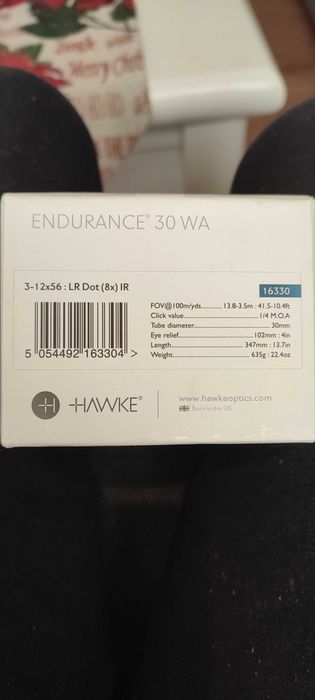 Merry Ch
ENDURANCE® 30 WA
3-12x56 : LR Dot (8x) IR
16330
FOV@100m/yds............ 13.8-3.5m : 41.5-10.4ft
Click value............ 1/4 M.O.A
Tube diameter............ 30mm
Eye relief............ 102mm : 4in
Length............ 347mm : 13.7in
Weight............ 635g : 22.4oz
5 054492 163304 >
H HAWKE®
www.hawkeoptics.com
Born in the UK